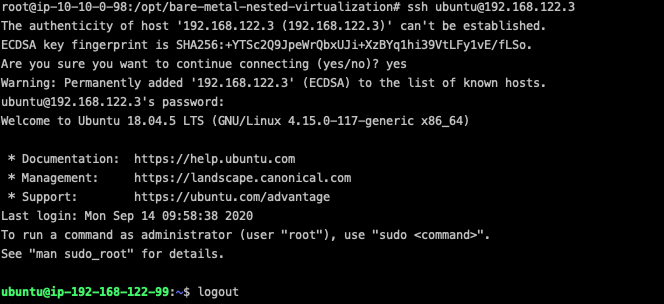 root@ip-10-10-0-98:/opt/bare-metal-nested-virtualization# ssh ubuntu@192.168.122.3
The authenticity of host '192.168.122.3 (192.168.122.3)' can't be established.
ECDSA key fingerprint is SHA256:+YTSc2Q9JpeWrQbxUJi+XzBYq1hi39VtLFy1vE/fLSo.
Are you sure you want to continue connecting (yes/no)? yes
Warning: Permanently added '192.168.122.3' (ECDSA) to the list of known hosts.
ubuntu@192.168.122.3's password:
Welcome to Ubuntu 18.04.5 LTS (GNU/Linux 4.15.0-117-generic x86_64)
* Documentation:  https://help.ubuntu.com
* Management:     https://landscape.canonical.com
* Support:        https://ubuntu.com/advantage
Last login: Mon Sep 14 09:58:38 2020
To run a command as administrator (user "root"), use "sudo <command>".
See "man sudo_root" for details.
ubuntu@ip-192-168-122-99:~$ logout